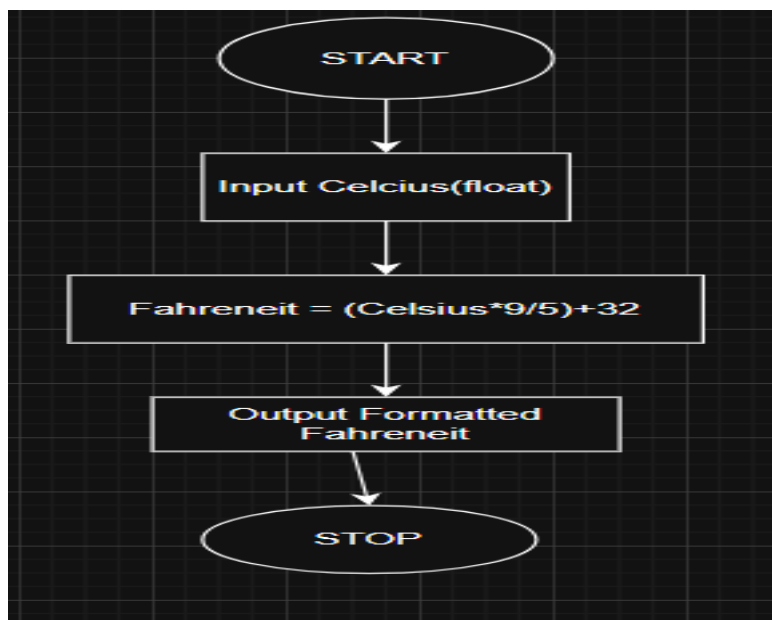 START
Input Celcius(float)
Fahreneit = (Celsius*9/5)+32
Output Formatted
Fahreneit
STOP